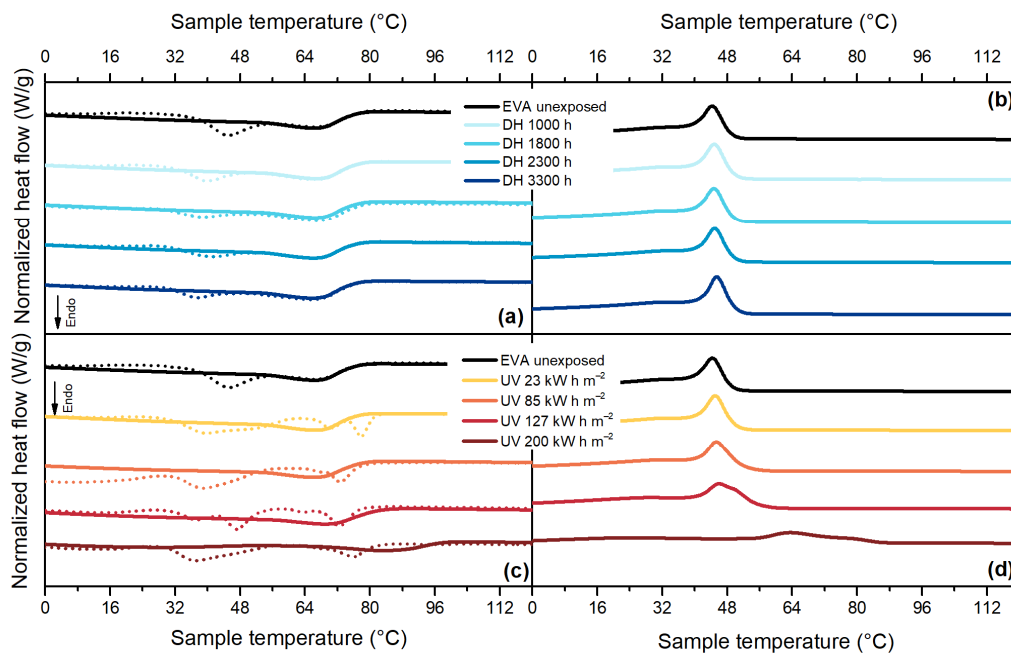 Sample temperature (°C) Sample temperature (°C)
0 16 32 48 64 80 96 0 16 32 48 64 80 96 112
Normalized heat flow (W/g)
EVA unexposed
DH 1000 h
DH 1800 h
DH 2300 h
DH 3300 h
(b)
Endo
(a)
Normalized heat flow (W/g)
EVA unexposed
UV 23 kW h m⁻²
UV 85 kW h m⁻²
UV 127 kW h m⁻²
UV 200 kW h m⁻²
Endo
(c)
(d)
0 16 32 48 64 80 96 0 16 32 48 64 80 96 112
Sample temperature (°C) Sample temperature (°C)